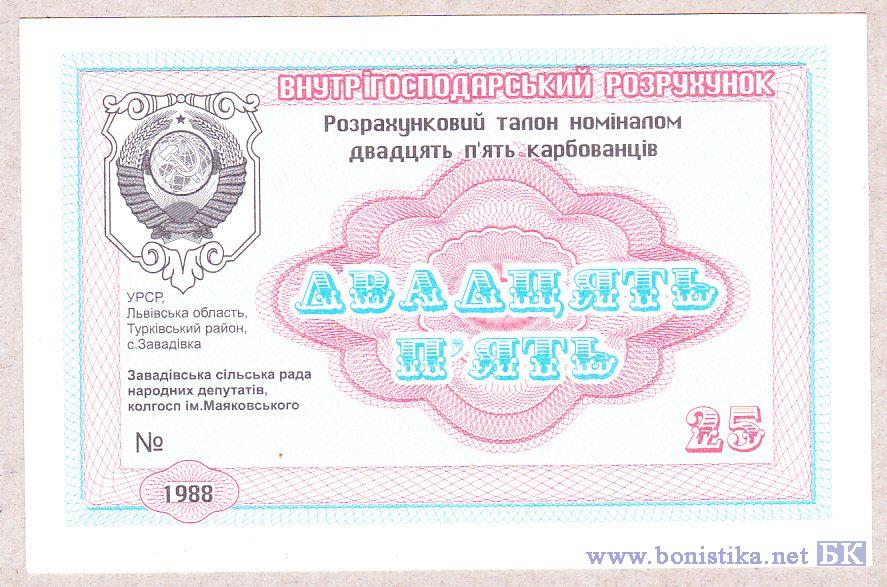 ВНУТРІГОСПОДАРСЬКИЙ РОЗРУХУНОК
Розрахунковий талон номіналом
двадцять п'ять карбованців
ДВАДЦЯТЬ
П'ЯТЬ
УРСР,
Львівська область,
Турківський район,
с.Завадівка
Завадівська сільська рада
народних депутатів,
колгосп ім.Маяковського
№
25
1988
www.bonistika.net БК